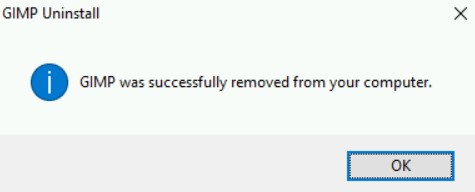 GIMP Uninstall
GIMP was successfully removed from your computer.
OK